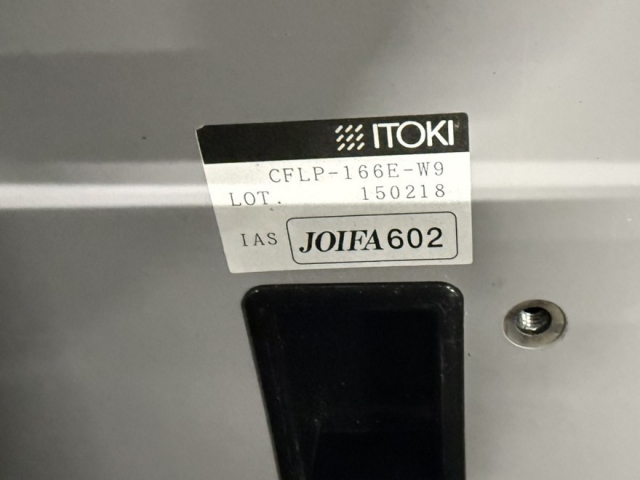 ITOKI
CFLP-166E-W9
LOT. 150218
IAS JOIFA602